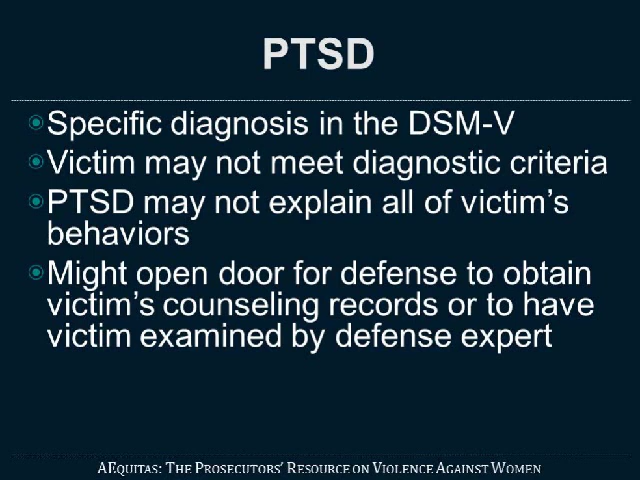 PTSD
Specific diagnosis in the DSM-V
Victim may not meet diagnostic criteria
PTSD may not explain all of victim's
behaviors
Might open door for defense to obtain
victim's counseling records or to have
victim examined by defense expert
AEquitas: The Prosecutors' Resource on Violence Against Women